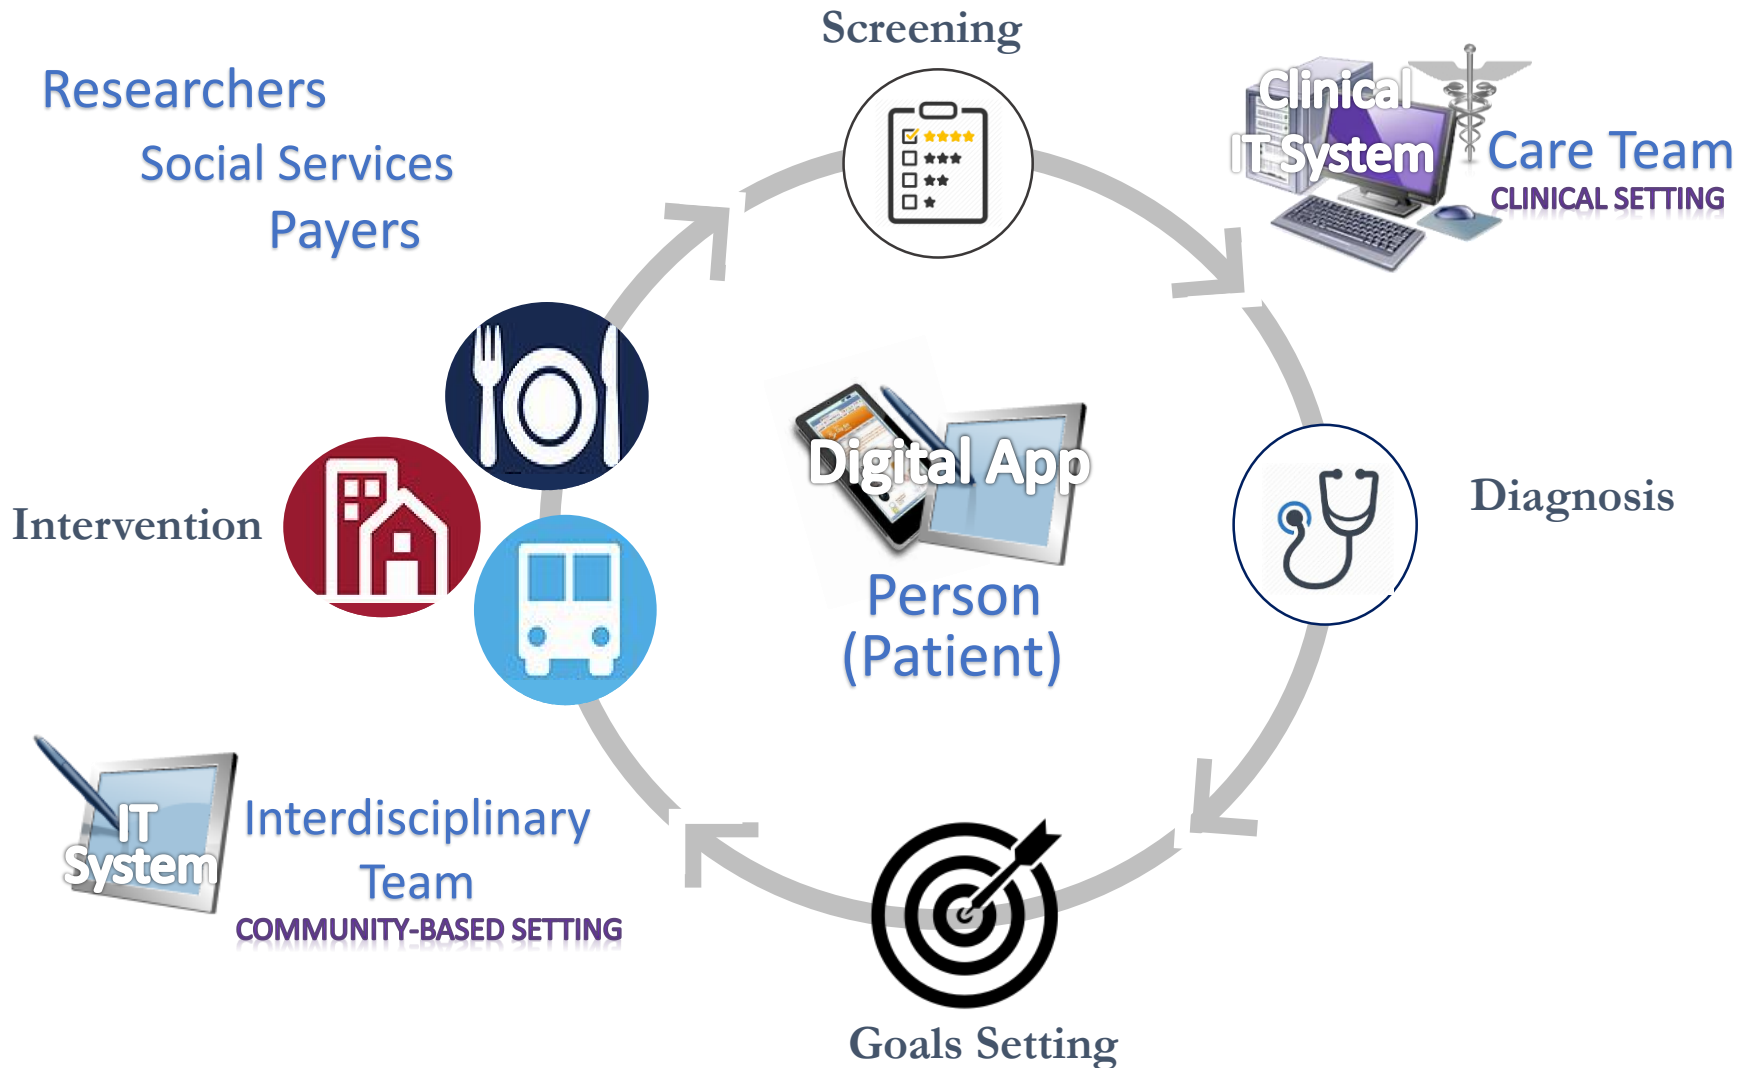 Screening
Researchers
Social Services
Payers
Clinical
IT System
Care Team
CLINICAL SETTING
Digital App
Person
(Patient)
Intervention
Diagnosis
IT
System
Interdisciplinary
Team
COMMUNITY-BASED SETTING
Goals Setting